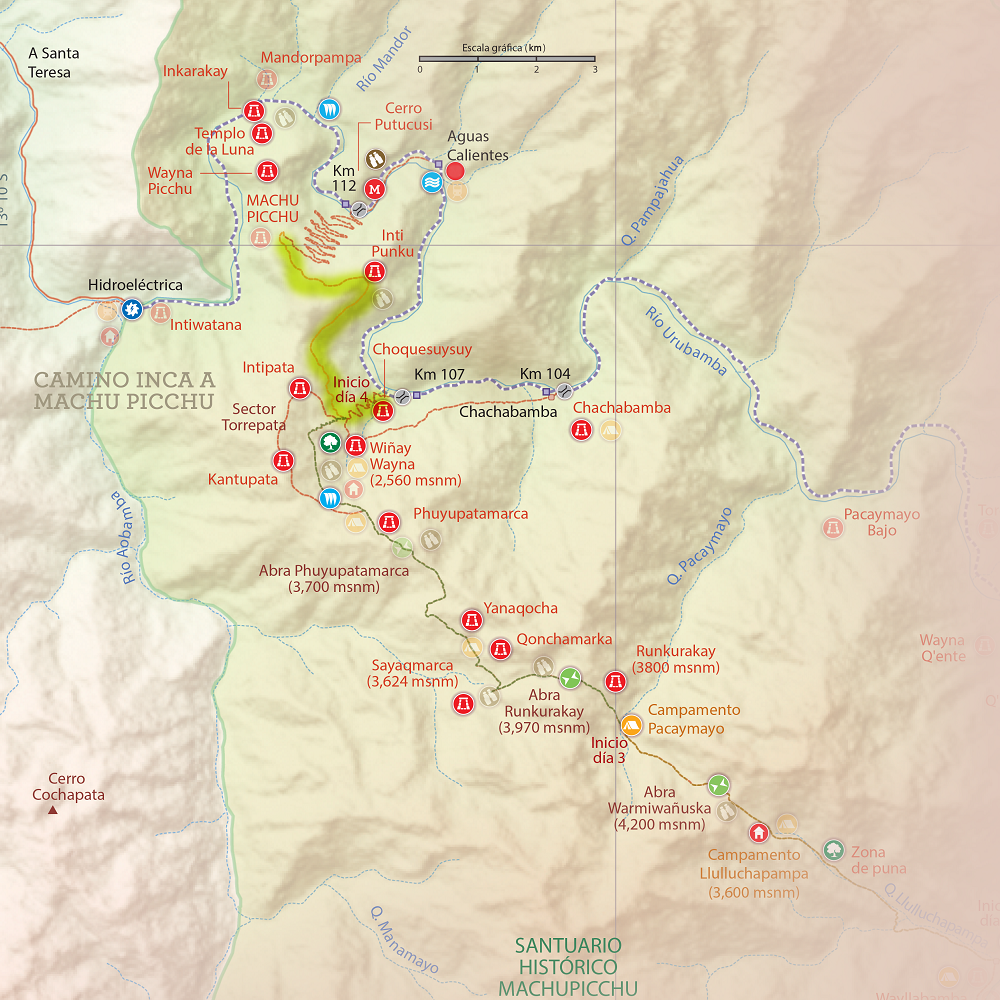 A Santa
Teresa
Mandorpampa
Inkarakay
Río Mandor
Escala gráfica (km)
0 1 2 3
Cerro
Putucusi
Templo
de la Luna
Aguas
Calientes
Wayna
Picchu
Km
112
M
MACHU
PICCHU
13º 10'S
Inti
Punku
Q. Pampajahua
Hidroeléctrica
Intiwatana
Río Urubamba
Choquesuysuy
CAMINO INCA A
MACHU PICCHU
Intipata
Inicio
día 4
Km 107
Km 104
Sector
Torrepata
Chachabamba
Chachabamba
Kantupata
Wiñay
Wayna
(2,560 msnm)
Río Aobamba
Phuyupatamarca
Q. Pacaymayo
Pacaymayo
Bajo
Abra Phuyupatamarca
(3,700 msnm)
Yanaqocha
Qonchamarka
Wayna
Q'ente
Sayaqmarca
(3,624 msnm)
Runkurakay
(3800 msnm)
Abra
Runkurakay
(3,970 msnm)
Campamento
Pacaymayo
Inicio
día 3
Cerro
Cochapata
Abra
Warmiwañuska
(4,200 msnm)
Campamento
Llulluchapampa
(3,600 msnm)
Zona
de puna
Q. Manamayo
SANTUARIO
HISTÓRICO
MACHUPICCHU